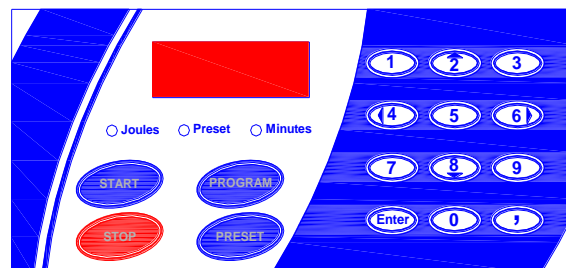 1 2 3
4 5 6
Joules Preset Minutes
7 8 9
START PROGRAM
Enter 0 ,
STOP PRESET